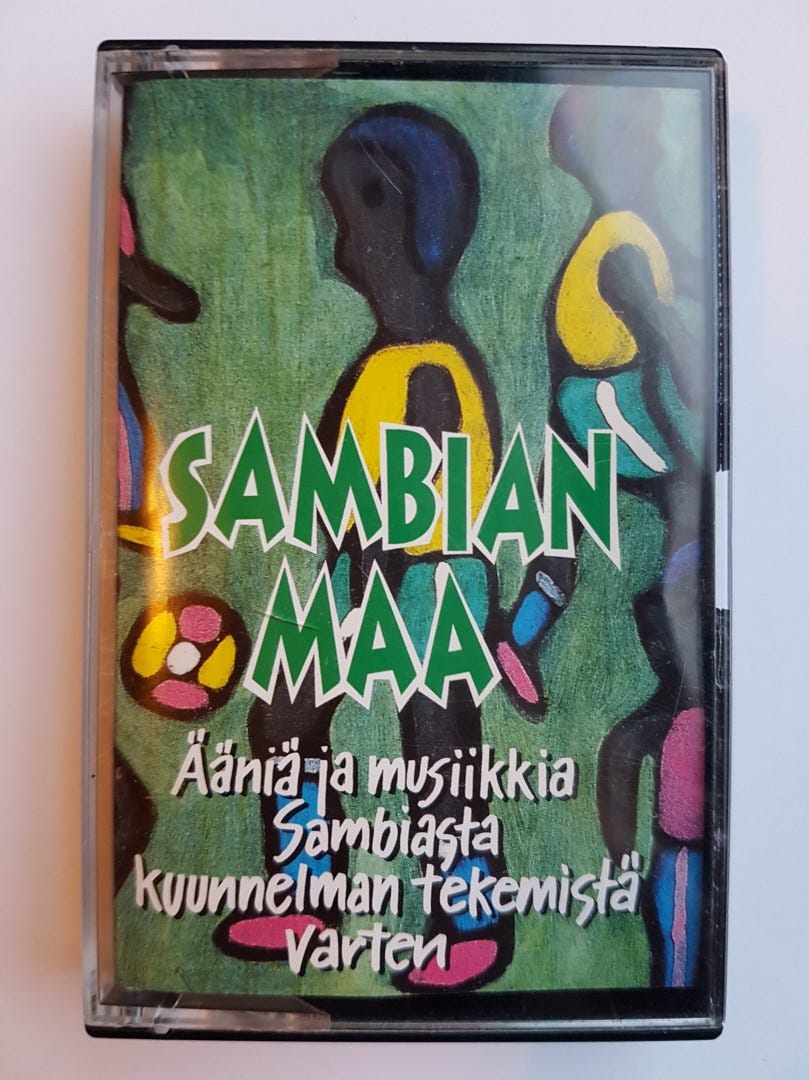 SAMBIAN
MAA
Ääniä ja musiikkia
Sambiasta
kuunnelman tekemistä
varten